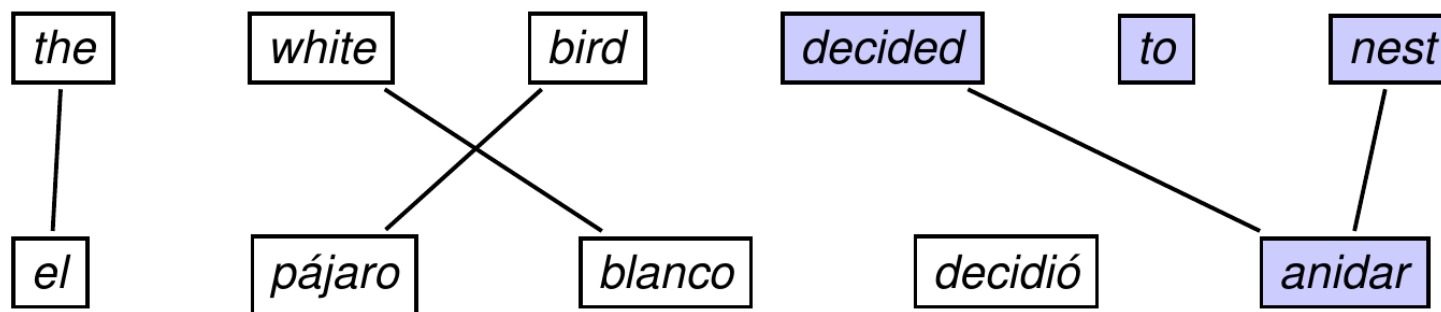 the white bird decided to nest
el pájaro blanco decidió anidar